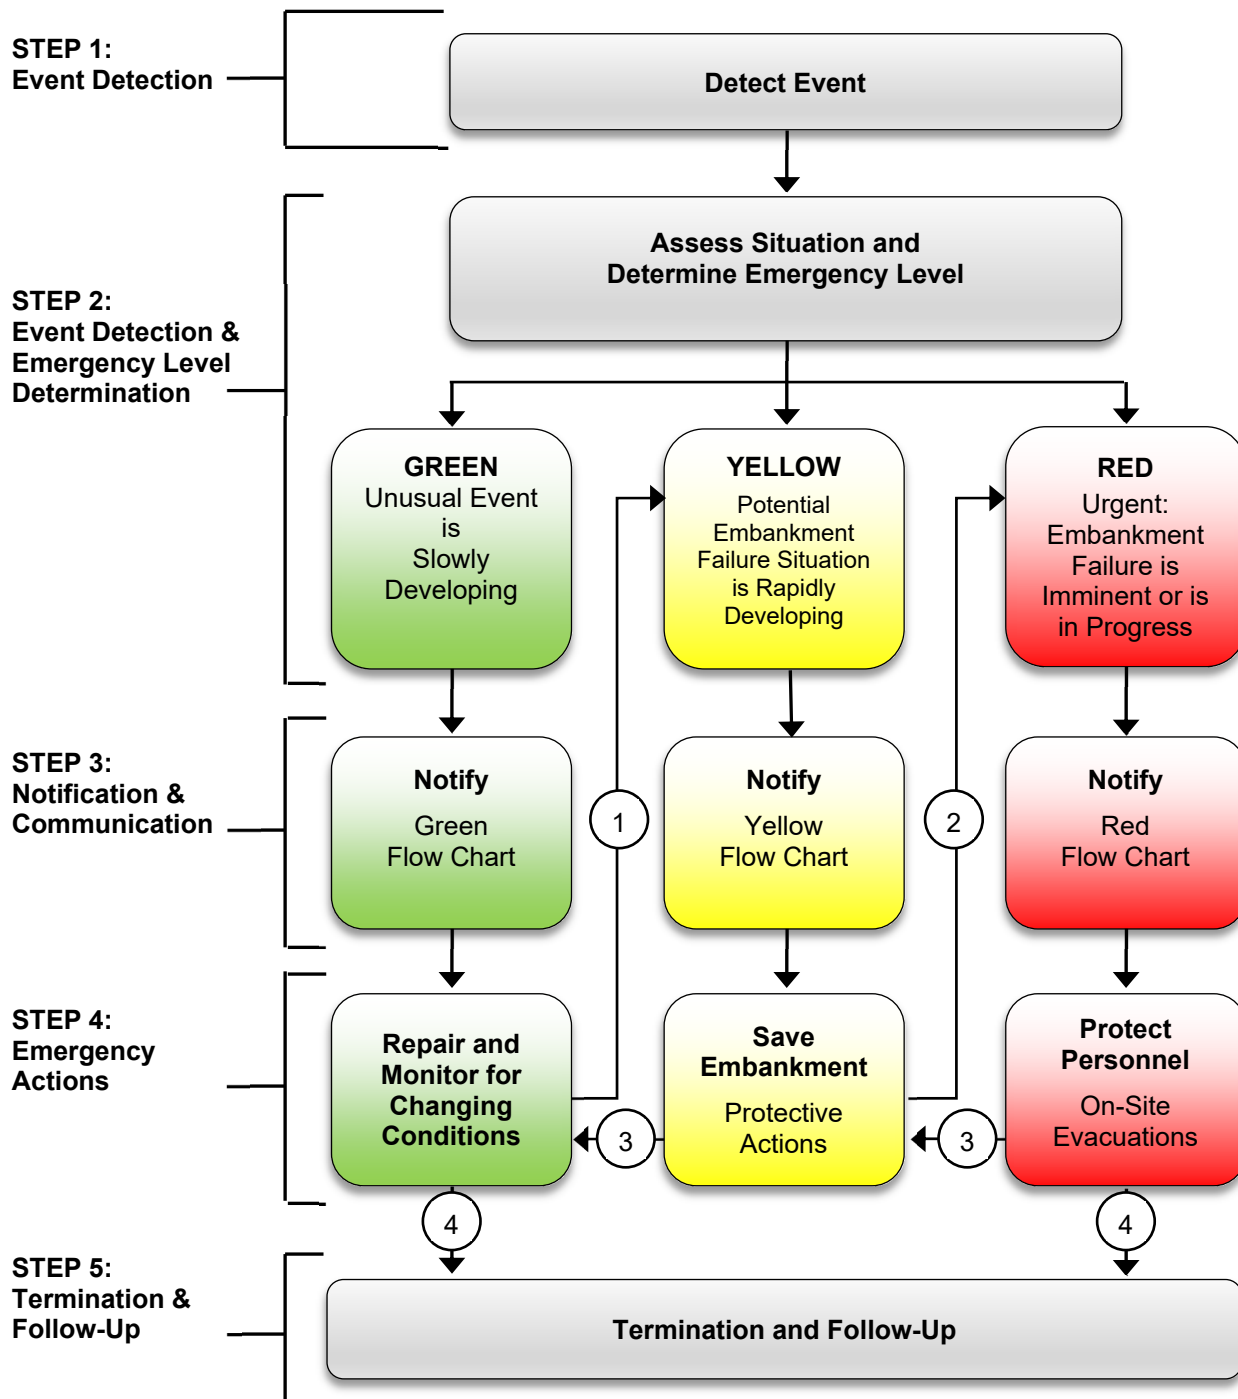 STEP 1:
Event Detection
Detect Event
STEP 2:
Event Detection &
Emergency Level
Determination
Assess Situation and
Determine Emergency Level
GREEN
Unusual Event
is
Slowly
Developing
YELLOW
Potential
Embankment
Failure Situation
is Rapidly
Developing
RED
Urgent:
Embankment
Failure is
Imminent or is
in Progress
STEP 3:
Notification &
Communication
Notify
Green
Flow Chart
1
Notify
Yellow
Flow Chart
2
Notify
Red
Flow Chart
STEP 4:
Emergency
Actions
Repair and
Monitor for
Changing
Conditions
3
Save
Embankment
Protective
Actions
3
Protect
Personnel
On-Site
Evacuations
4
4
STEP 5:
Termination &
Follow-Up
Termination and Follow-Up